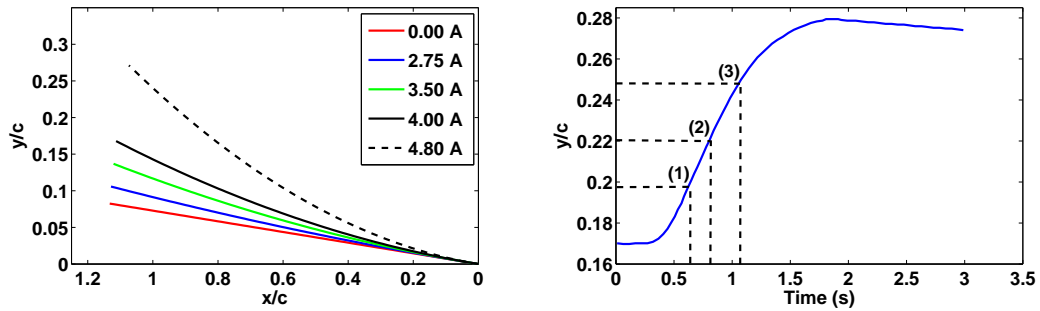 0.3
0.25
0.2
0.15
0.1
0.05
0
y/c
1.2 1 0.8 0.6 0.4 0.2 0
x/c
0.00 A
2.75 A
3.50 A
4.00 A
4.80 A
0.28
0.26
0.24
0.22
0.2
0.18
0.16
y/c
(3)
(2)
(1)
0 0.5 1 1.5 2 2.5 3 3.5
Time (s)